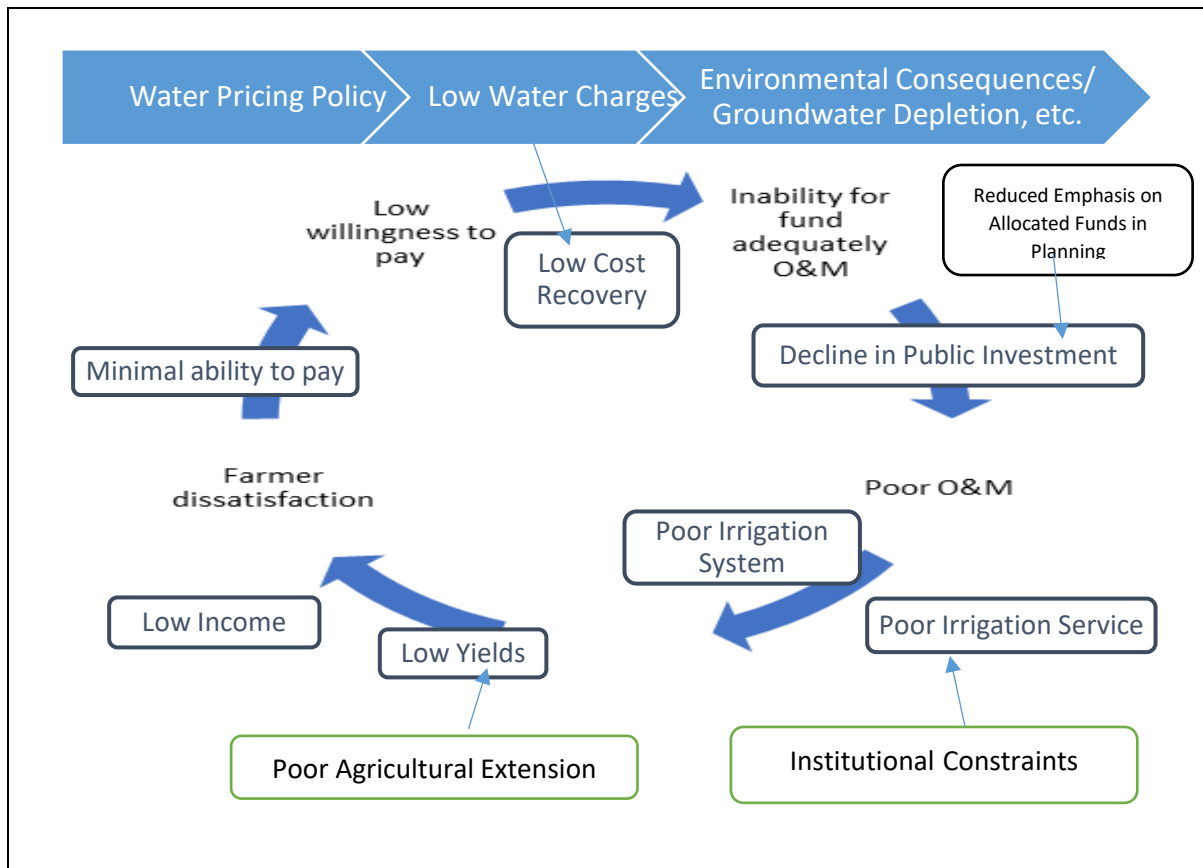 Water Pricing Policy
Low Water Charges
Environmental Consequences/
Groundwater Depletion, etc.
Low
willingness to
pay
Low Cost
Recovery
Inability for
fund
adequately
O&M
Reduced Emphasis on
Allocated Funds in
Planning
Minimal ability to pay
Decline in Public Investment
Farmer
dissatisfaction
Poor O&M
Poor Irrigation
System
Low Income
Low Yields
Poor Irrigation Service
Poor Agricultural Extension
Institutional Constraints